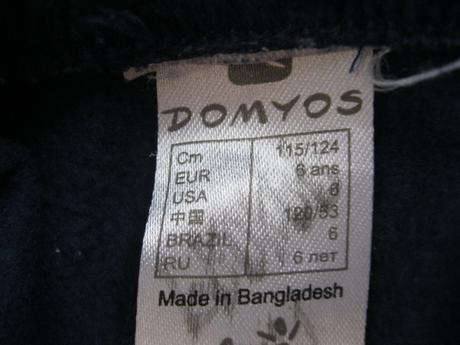 DOMYOS
Cm 115/124
EUR 6 ans
USA 6
中国 120/53
BRAZIL 6
RU 6 лет
Made in Bangladesh